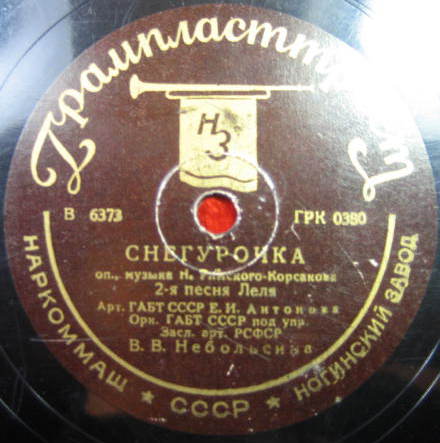 Грампласттрест
НЗ
В 6373
ГРК 0380
СНЕГУРОЧКА
оп., музыка Н. Римского-Корсакова
2-я песня Леля
Арт. ГАБТ СССР Е. И. Антонова
Орк. ГАБТ СССР под упр.
Засл. арт. РСФСР
В. В. Небольсина
НАРКОММАШ ★ СССР ★ НОГИНСКИЙ ЗАВОД